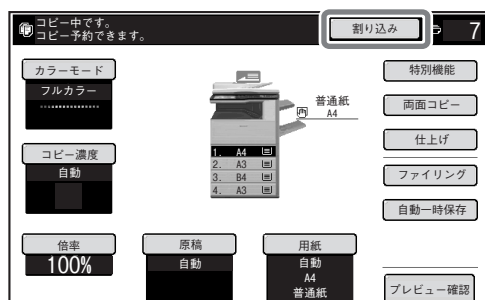 コピー中です。
コピー予約できます。
割り込み
7
カラーモード
フルカラー
コピー濃度
自動
普通紙
A4
1. A4
2. A3
3. B4
4. A3
特別機能
両面コピー
仕上げ
ファイリング
自動一時保存
倍率
100%
原稿
自動
用紙
自動
A4
普通紙
プレビュー確認